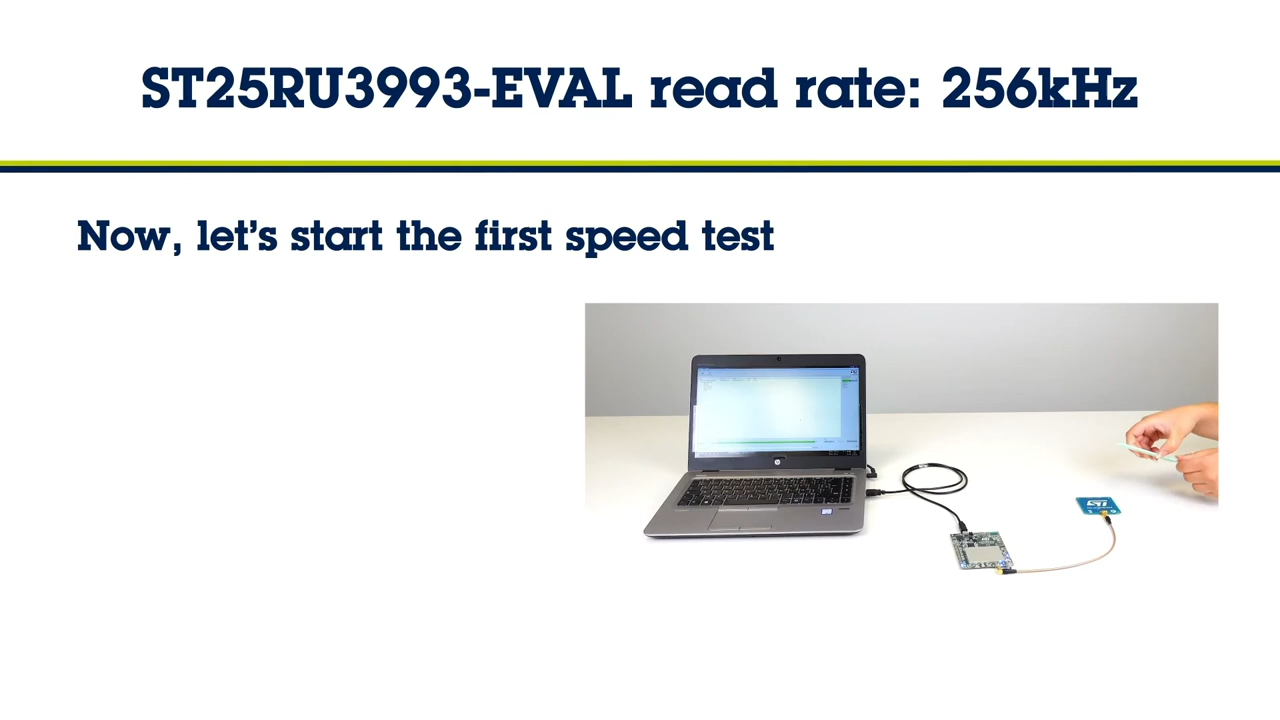 ST25RU3993-EVAL read rate: 256kHz
Now, let's start the first speed test